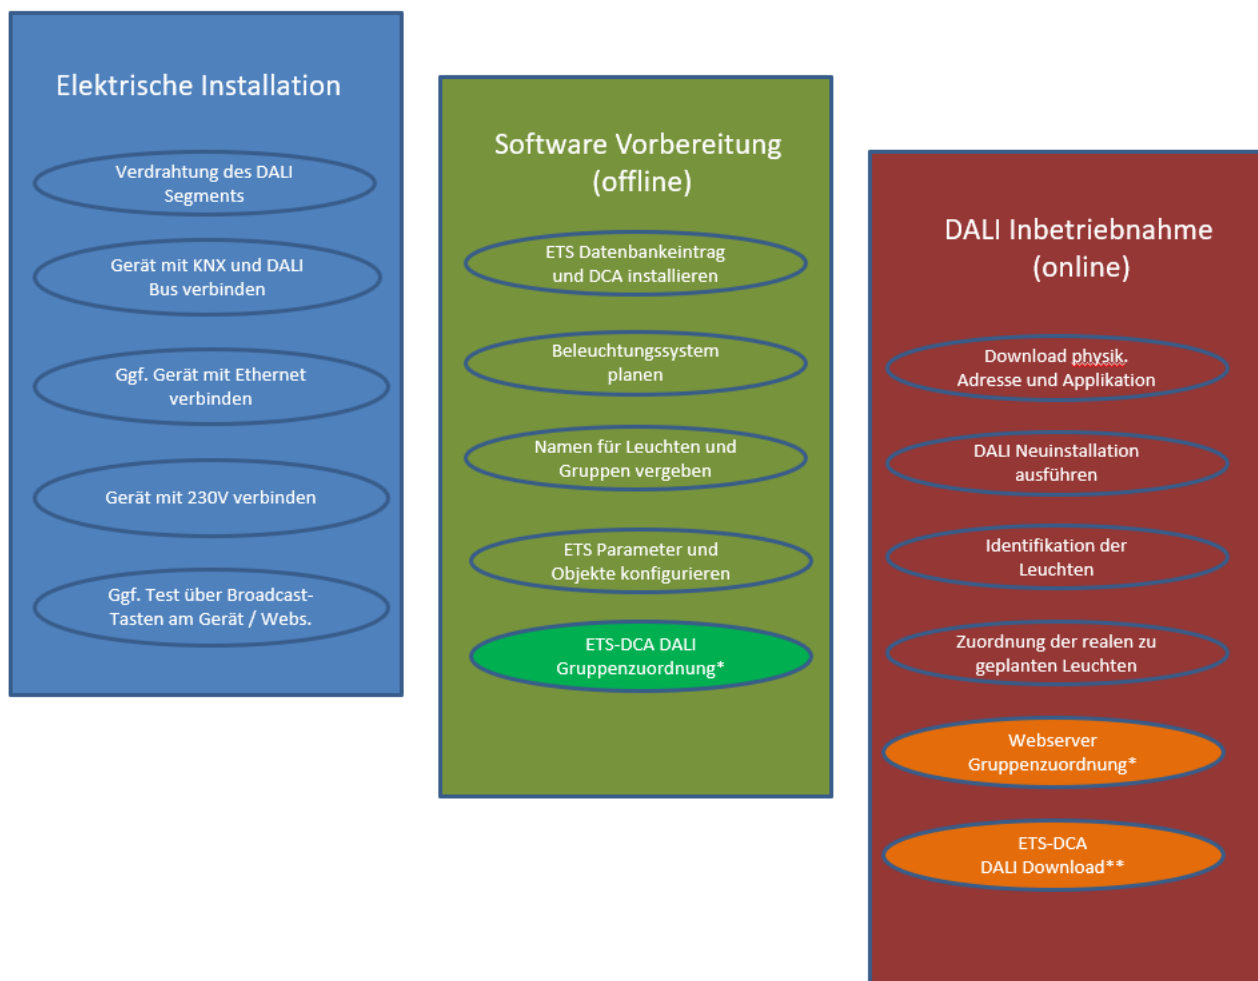 Elektrische Installation
Verdrahtung des DALI
Segments
Gerät mit KNX und DALI
Bus verbinden
Ggf. Gerät mit Ethernet
verbinden
Gerät mit 230V verbinden
Ggf. Test über Broadcast-
Tasten am Gerät / Webs.
Software Vorbereitung
(offline)
ETS Datenbankeintrag
und DCA installieren
Beleuchtungssystem
planen
Namen für Leuchten und
Gruppen vergeben
ETS Parameter und
Objekte konfigurieren
ETS-DCA DALI
Gruppenzuordnung*
DALI Inbetriebnahme
(online)
Download physik.
Adresse und Applikation
DALI Neuinstallation
ausführen
Identifikation der
Leuchten
Zuordnung der realen zu
geplanten Leuchten
Webserver
Gruppenzuordnung*
ETS-DCA
DALI Download**